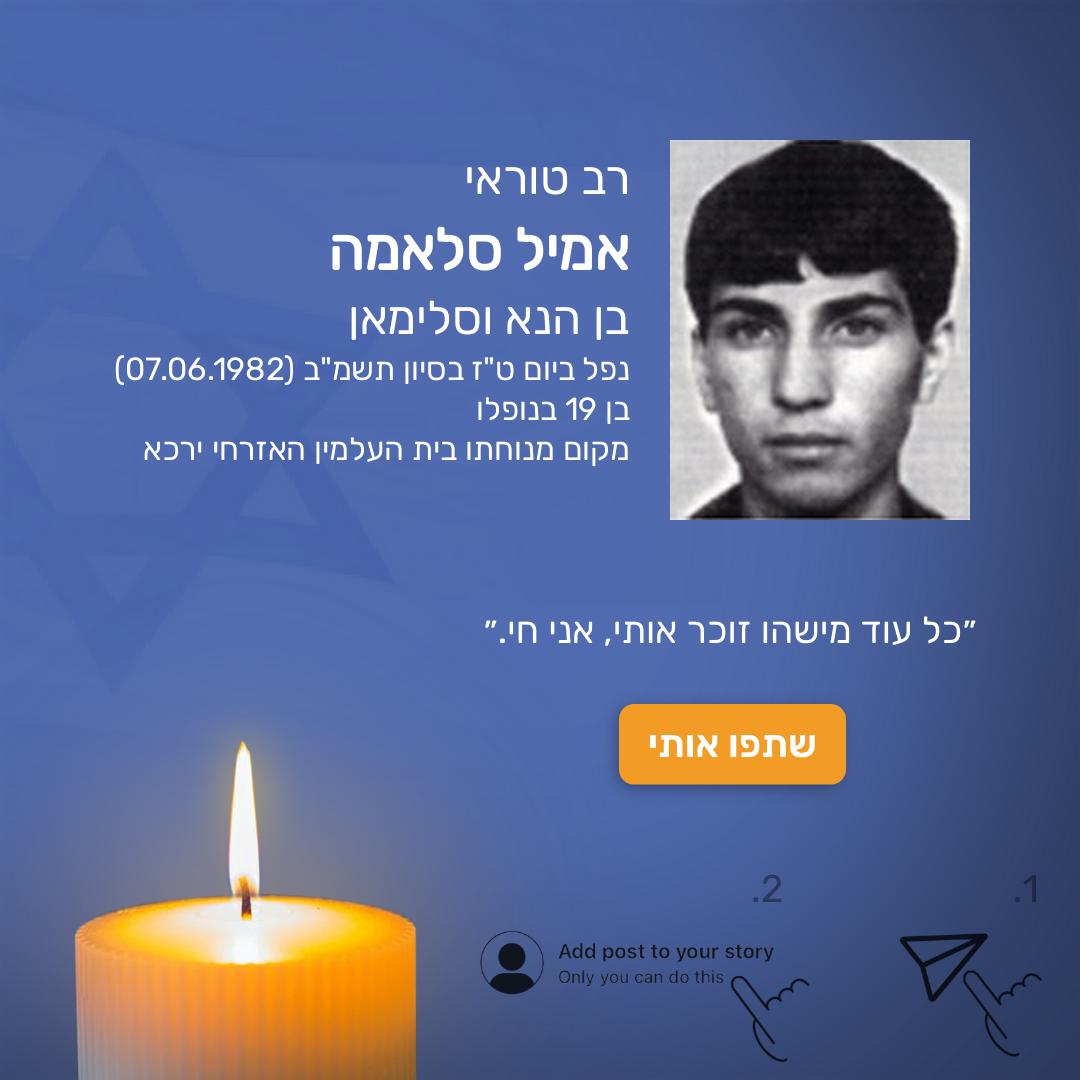 רב טוראי
אמיל סלאמה
בן הנא וסלימאן
נפל ביום ט"ז בסיון תשמ"ב (07.06.1982)
בן 19 בנופלו
מקום מנוחתו בית העלמין האזרחי ירכא
״כל עוד מישהו זוכר אותי, אני חי.״
שתפו אותי
1.
2.
Add post to your story
Only you can do this